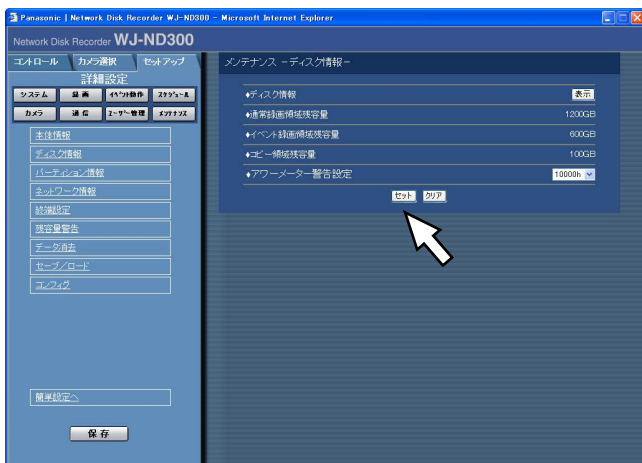 Panasonic | Network Disk Recorder WJ-ND300 - Microsoft Internet Explorer
Network Disk Recorder WJ-ND300
コントロール カメラ選択 セットアップ
詳細設定
システム 録画 イベント動作 スケジュール
カメラ 通信 ユーザー管理 メンテナンス
本体情報
ディスク情報
パーティション情報
ネットワーク情報
終端設定
残容量警告
データ消去
セーブ／ロード
コンフィグ
簡単設定へ
保存
メンテナンス －ディスク情報－
♦ディスク情報 表示
♦通常録画領域残容量 1200GB
♦イベント録画領域残容量 600GB
♦コピー領域残容量 100GB
♦アワーメーター警告設定 10000h
セット クリア